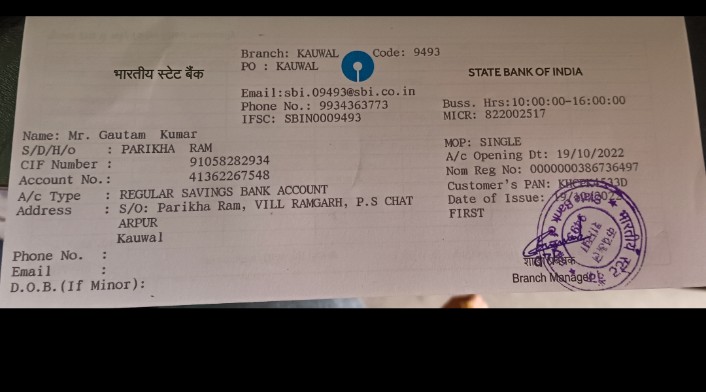 Branch: KAUWAL Code: 9493
PO : KAUWAL
भारतीय स्टेट बैंक
STATE BANK OF INDIA
Email:sbi.09493@sbi.co.in
Phone No.: 9934363773
IFSC: SBIN0009493
Buss. Hrs:10:00:00-16:00:00
MICR: 822002517
Name: Mr. Gautam Kumar
S/D/H/o : PARIKHA RAM
CIF Number : 91058282934
Account No.: 41362267548
A/c Type : REGULAR SAVINGS BANK ACCOUNT
Address : S/O: Parikha Ram, VILL RAMGARH, P.S CHAT
ARPUR
Kauwal
Phone No. :
Email :
D.O.B.(If Minor):
MOP: SINGLE
A/c Opening Dt: 19/10/2022
Nom Reg No: 0000000386736497
Customer's PAN:
Date of Issue:
FIRST
भारतीय स्टेट
State Bank of
Branch Manager